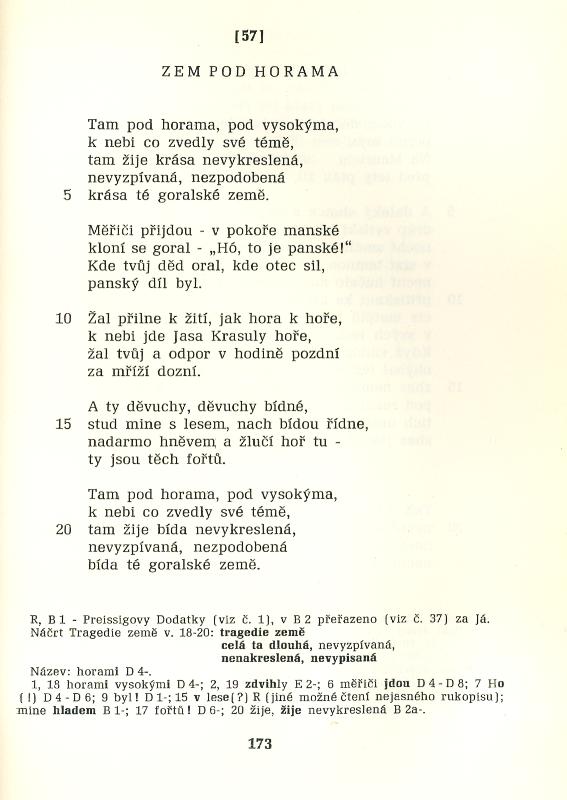 [57]
ZEM POD HORAMA
Tam pod horama, pod vysokýma,
k nebi co zvedly své témě,
tam žije krása nevykreslená,
nevyzpívaná, nezpodobená
5 krása té goralské země.
Měřiči přijdou - v pokoře manské
kloní se goral - „Hó, to je panské!“
Kde tvůj děd oral, kde otec sil,
panský díl byl.
10 Žal přilne k žití, jak hora k hoře,
k nebi jde Jasa Krasuly hoře,
žal tvůj a odpor v hodině pozdní
za mříží dozní.
A ty děvuchy, děvuchy bídné,
15 stud mine s lesem, nach bídou řídne,
nadarmo hněvem a žlučí hoř tu -
ty jsou těch fořtů.
Tam pod horama, pod vysokýma,
k nebi co zvedly své témě,
20 tam žije bída nevykreslená,
nevyzpívaná, nezpodobená
bída té goralské země.
R, B 1 - Preissigovy Dodatky (viz č. 1), v B 2 přeřazeno (viz č. 37) za Já.
Náčrt Tragedie země v. 18-20: tragedie země
celá ta dlouhá, nevyzpívaná,
nenakreslená, nevypisaná
Název: horami D 4-.
1, 18 horami vysokými D 4-; 2, 19 zdvihly E 2-; 6 měřiči jdou D 4 - D 8; 7 Ho
(!) D 4 - D 6; 9 byl! D 1-; 15 v lese(?) R (jiné možné čtení nejasného rukopisu);
mine hladem B 1-; 17 fořtů! D 6-; 20 žije, žije nevykreslená B 2a-.
173